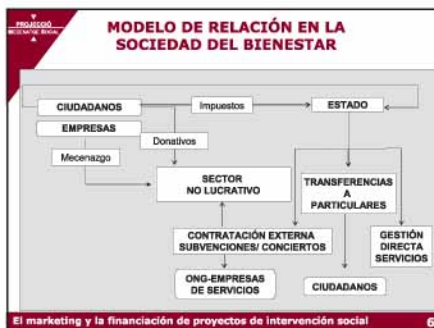 PROJECCIÓ
MECENATGE SOCIAL
MODELO DE RELACIÓN EN LA
SOCIEDAD DEL BIENESTAR
CIUDADANOS
Impuestos
ESTADO
EMPRESAS
Donativos
Mecenazgo
SECTOR
NO LUCRATIVO
TRANSFERENCIAS
A
PARTICULARES
CONTRATACIÓN EXTERNA
SUBVENCIONES/ CONCIERTOS
GESTIÓN
DIRECTA
SERVICIOS
ONG-EMPRESAS
DE SERVICIOS
CIUDADANOS
El marketing y la financiación de proyectos de intervención social
6